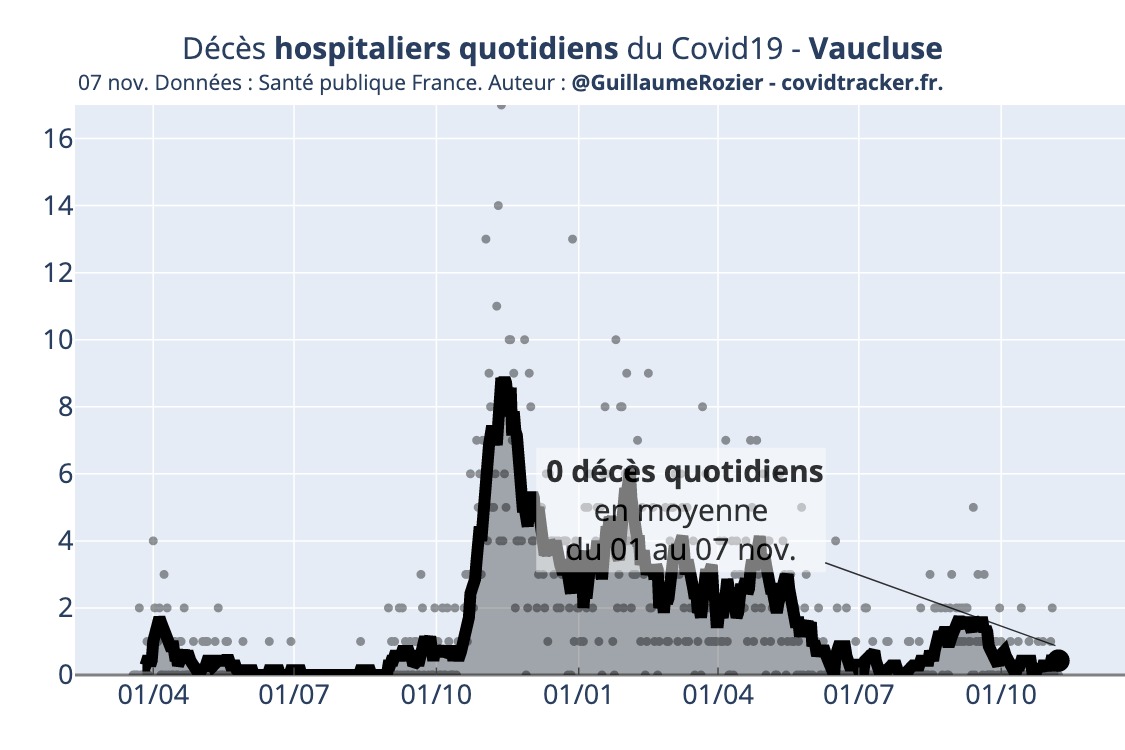 Décès hospitaliers quotidiens du Covid19 - Vaucluse
07 nov. Données : Santé publique France. Auteur : @GuillaumeRozier - covidtracker.fr.
16
14
12
10
8
6
4
2
0
0 décès quotidiens
en moyenne
du 01 au 07 nov.
01/04 01/07 01/10 01/01 01/04 01/07 01/10